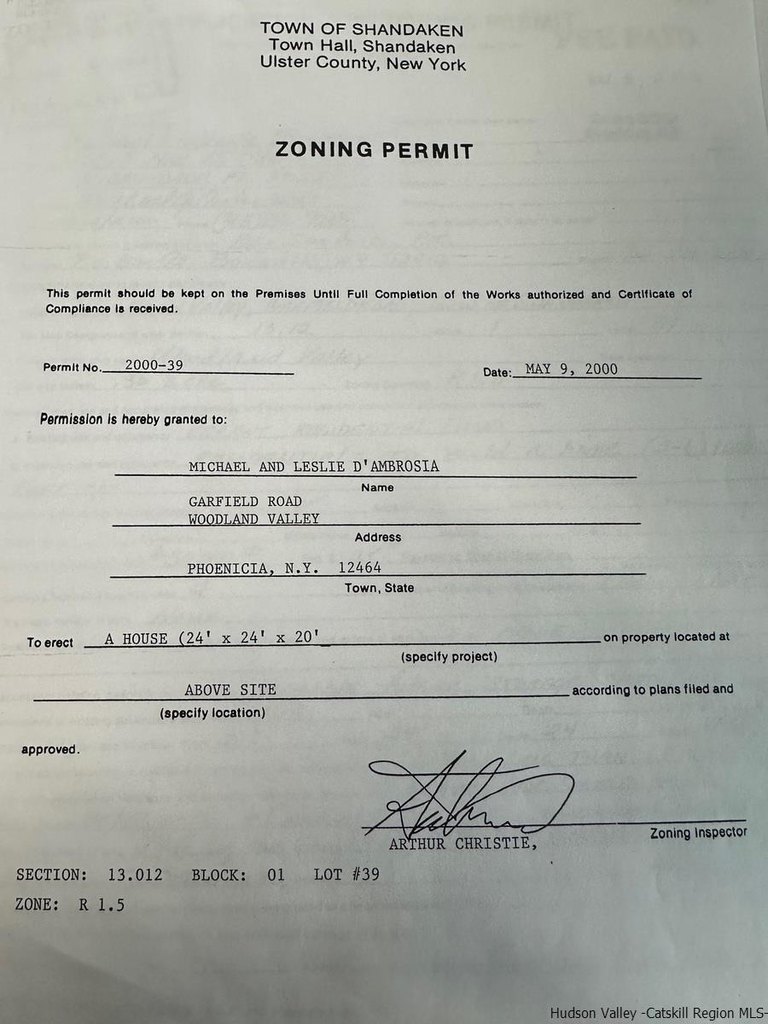 TOWN OF SHANDAKEN
Town Hall, Shandaken
Ulster County, New York
ZONING PERMIT
This permit should be kept on the Premises Until Full Completion of the Works authorized and Certificate of
Compliance is received.
Permit No. 2000-39 Date: MAY 9, 2000
Permission is hereby granted to:
MICHAEL AND LESLIE D'AMBROSIA
Name
GARFIELD ROAD
WOODLAND VALLEY
Address
PHOENICIA, N.Y. 12464
Town, State
To erect A HOUSE (24' x 24' x 20' on property located at
(specify project)
ABOVE SITE according to plans filed and
(specify location)
approved.
Zoning Inspector
ARTHUR CHRISTIE,
SECTION: 13.012 BLOCK: 01 LOT #39
ZONE: R 1.5
Hudson Valley -Catskill Region MLS-